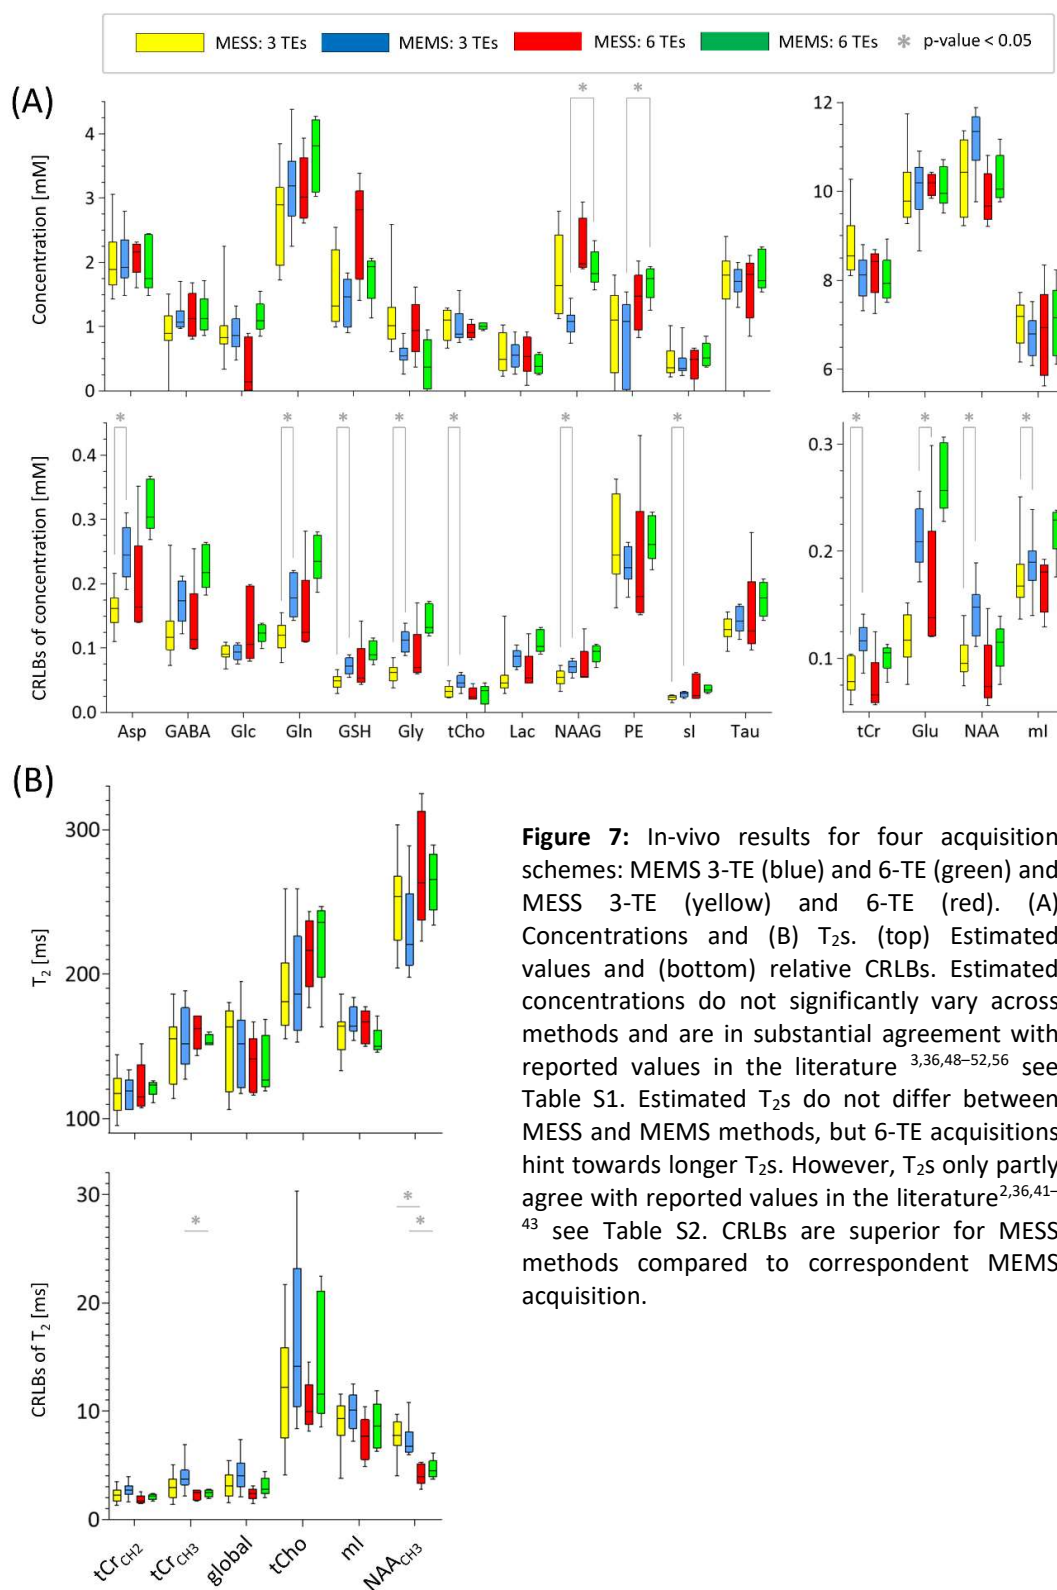 MESS: 3 TEs MEMS: 3 TEs MESS: 6 TEs MEMS: 6 TEs * p-value < 0.05
(A)
Concentration [mM]
4
3
2
1
0
12
10
8
6
* *
CRLBs of concentration [mM]
0.4
0.3
0.2
0.1
0.0
0.3
0.2
0.1
* * * * * * * * * * *
Asp GABA Glc Gln GSH Gly tCho Lac NAAG PE sI Tau tCr Glu NAA mI
(B)
T2 [ms]
300
200
100
CRLBs of T2 [ms]
30
20
10
0
* * *
tCrCH2 tCrCH3 global tCho mI NAACH3
Figure 7: In-vivo results for four acquisition
schemes: MEMS 3-TE (blue) and 6-TE (green) and
MESS 3-TE (yellow) and 6-TE (red). (A)
Concentrations and (B) T2s. (top) Estimated
values and (bottom) relative CRLBs. Estimated
concentrations do not significantly vary across
methods and are in substantial agreement with
reported values in the literature 3,36,48–52,56 see
Table S1. Estimated T2s do not differ between
MESS and MEMS methods, but 6-TE acquisitions
hint towards longer T2s. However, T2s only partly
agree with reported values in the literature2,36,41–
43 see Table S2. CRLBs are superior for MESS
methods compared to correspondent MEMS
acquisition.